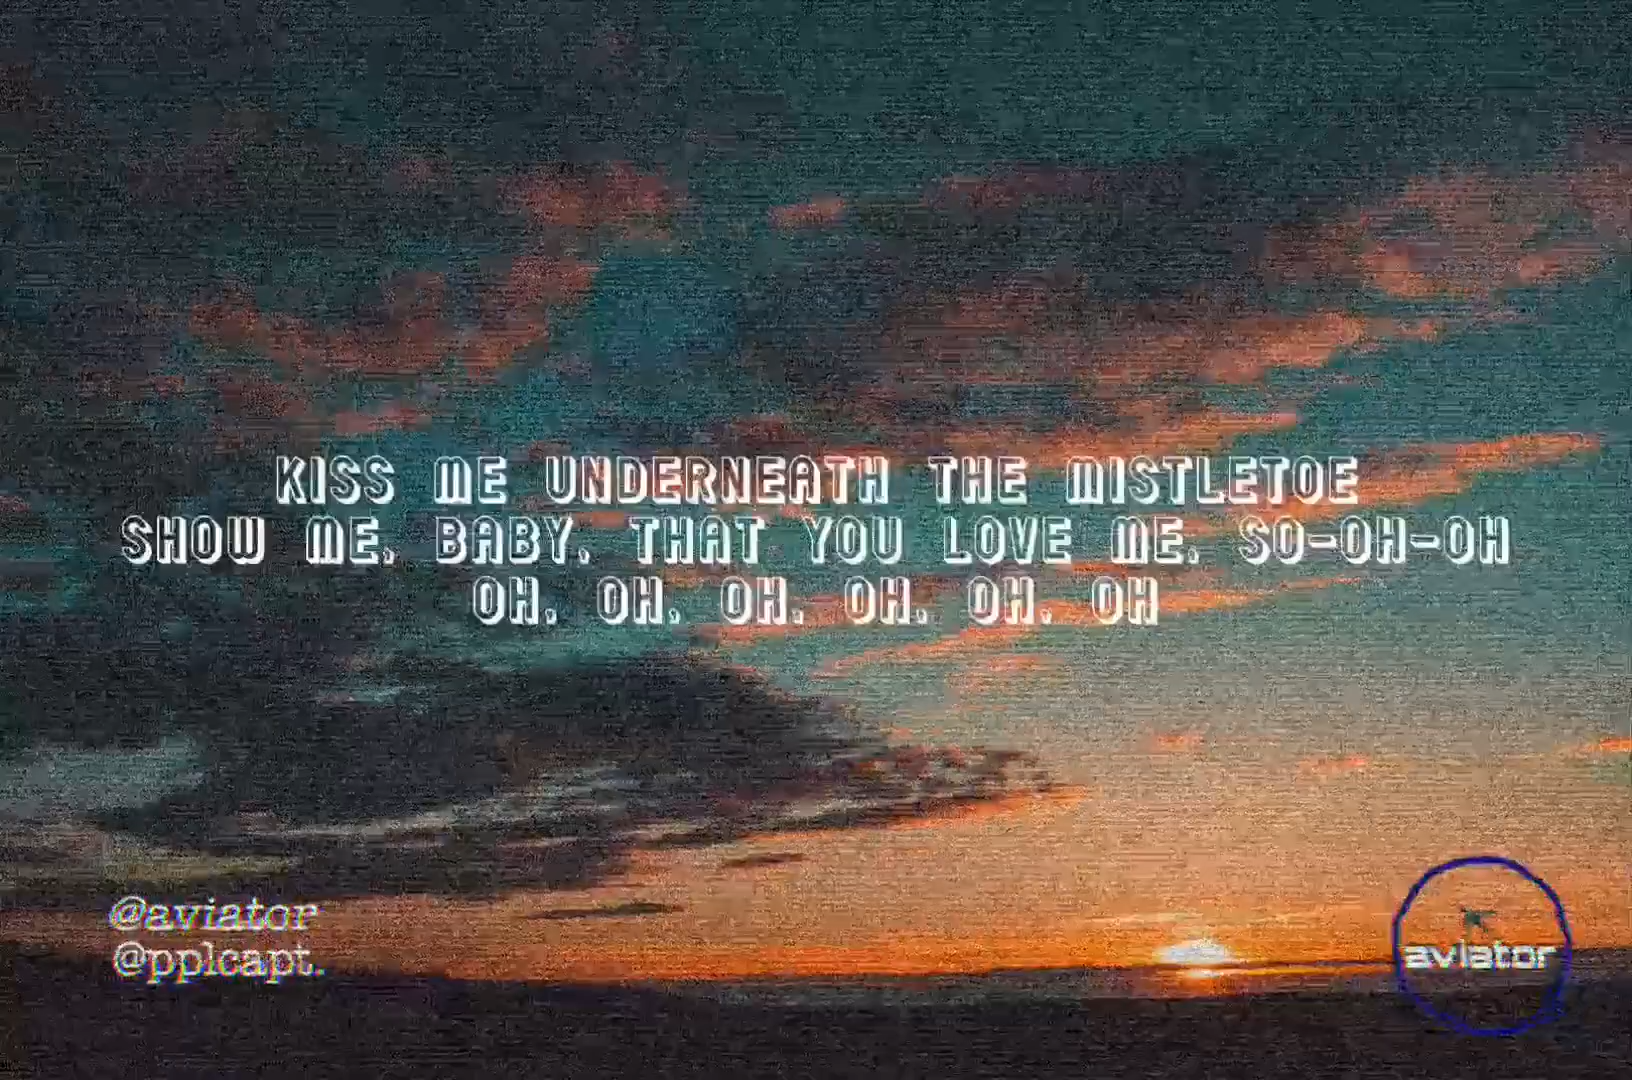 KISS ME UNDERNEATH THE MISTLETOE
SHOW ME, BABY, THAT YOU LOVE ME, SO-OH-OH
OH, OH, OH, OH, OH, OH
@aviator
@pplcapt.
aviator